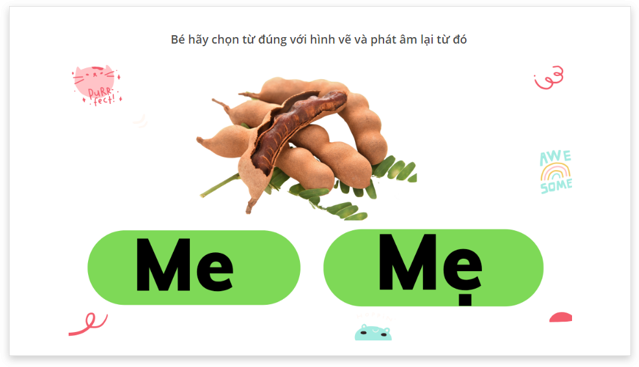 Bé hãy chọn từ đúng với hình vẽ và phát âm lại từ đó
PURR
fect!
AWE
SOME
Me
Mẹ